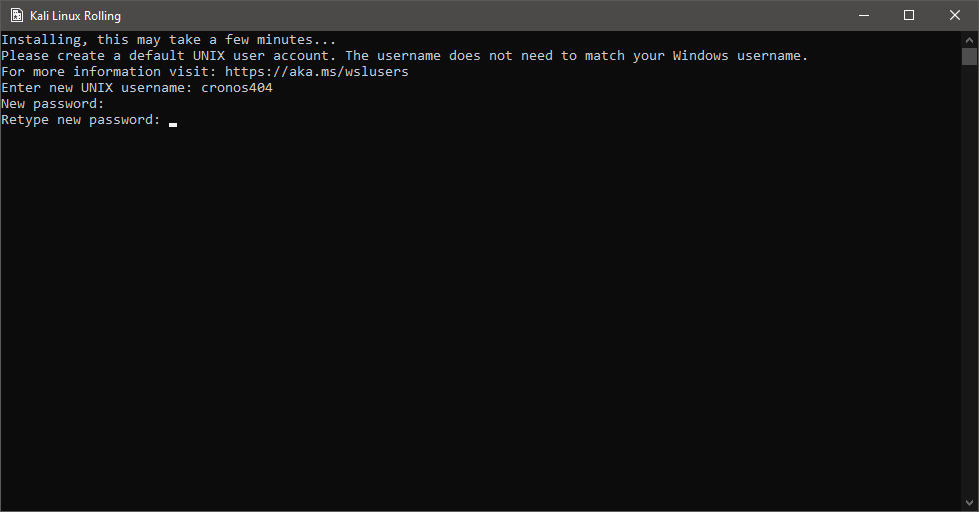 Kali Linux Rolling
Installing, this may take a few minutes...
Please create a default UNIX user account. The username does not need to match your Windows username.
For more information visit: https://aka.ms/wslusers
Enter new UNIX username: cronos404
New password:
Retype new password: